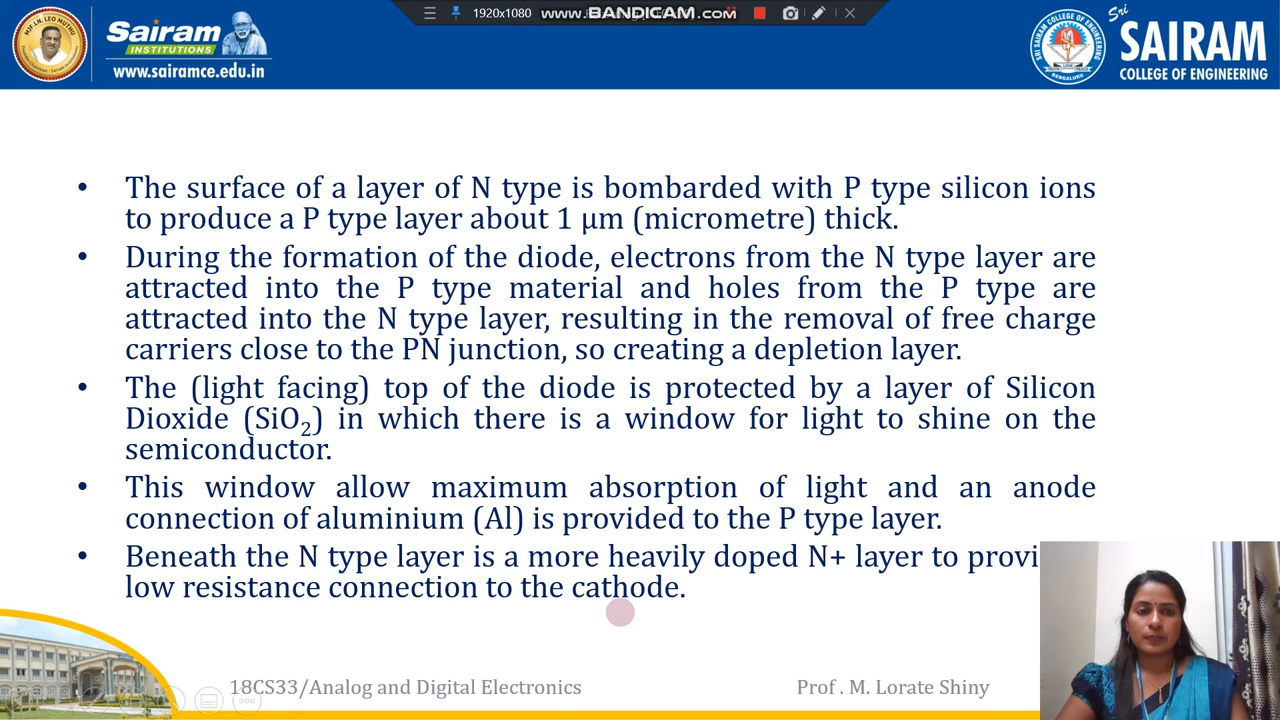 1920x1080 www.BANDICAM.com
Sairam
INSTITUTIONS
www.sairamce.edu.in
Sri
SAIRAM
COLLEGE OF ENGINEERING
• The surface of a layer of N type is bombarded with P type silicon ions
to produce a P type layer about 1 µm (micrometre) thick.
• During the formation of the diode, electrons from the N type layer are
attracted into the P type material and holes from the P type are
attracted into the N type layer, resulting in the removal of free charge
carriers close to the PN junction, so creating a depletion layer.
• The (light facing) top of the diode is protected by a layer of Silicon
Dioxide (SiO₂) in which there is a window for light to shine on the
semiconductor.
• This window allow maximum absorption of light and an anode
connection of aluminium (Al) is provided to the P type layer.
• Beneath the N type layer is a more heavily doped N+ layer to provi
low resistance connection to the cathode.
18CS33/Analog and Digital Electronics
Prof . M. Lorate Shiny